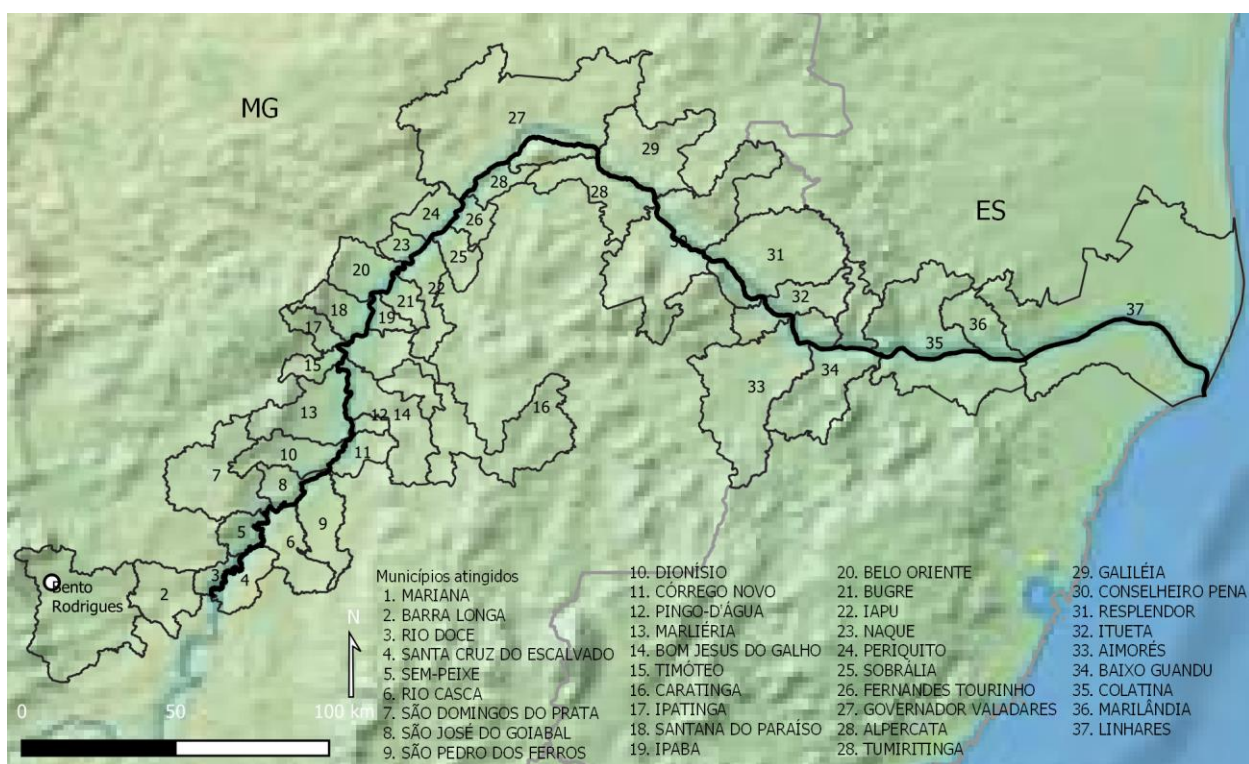 MG
ES
27
29
28
28
24
26
23
25
30
31
20
22
21
18
19
32
17
37
36
35
15
34
33
13
12
14
16
11
10
7
8
9
5
6
3
4
2
Bento
Rodrigues
N
0
50
100 km
Municípios atingidos
1. MARIANA
2. BARRA LONGA
3. RIO DOCE
4. SANTA CRUZ DO ESCALVADO
5. SEM-PEIXE
6. RIO CASCA
7. SÃO DOMINGOS DO PRATA
8. SÃO JOSÉ DO GOIABAL
9. SÃO PEDRO DOS FERROS
10. DIONÍSIO
11. CÓRREGO NOVO
12. PINGO-D'ÁGUA
13. MARLIÉRIA
14. BOM JESUS DO GALHO
15. TIMÓTEO
16. CARATINGA
17. IPATINGA
18. SANTANA DO PARAÍSO
19. IPABA
20. BELO ORIENTE
21. BUGRE
22. IAPU
23. NAQUE
24. PERIQUITO
25. SOBRÁLIA
26. FERNANDES TOURINHO
27. GOVERNADOR VALADARES
28. ALPERCATA
28. TUMIRITINGA
29. GALILÉIA
30. CONSELHEIRO PENA
31. RESPLENDOR
32. ITUETA
33. AIMORÉS
34. BAIXO GUANDU
35. COLATINA
36. MARILÂNDIA
37. LINHARES